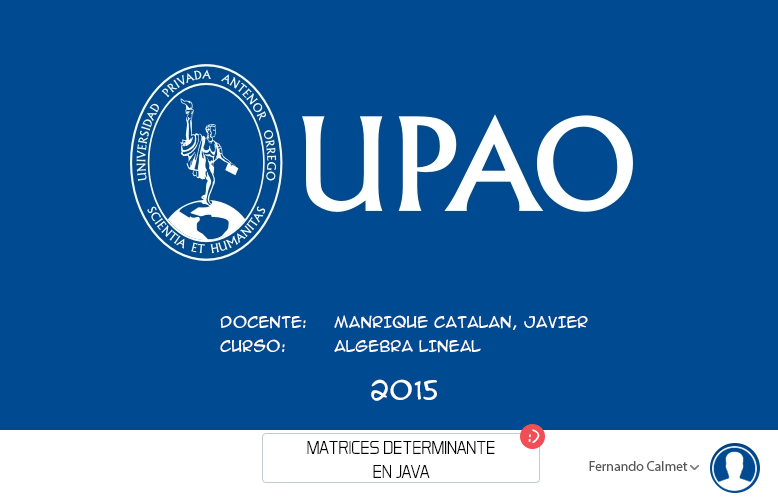 UNIVERSIDAD PRIVADA ANTENOR ORREGO
SCIENTIA ET HUMANITAS
UPAO
DOCENTE: MANRIQUE CATALAN, JAVIER
CURSO: ALGEBRA LINEAL
2015
MATRICES DETERMINANTE
EN JAVA
Fernando Calmet